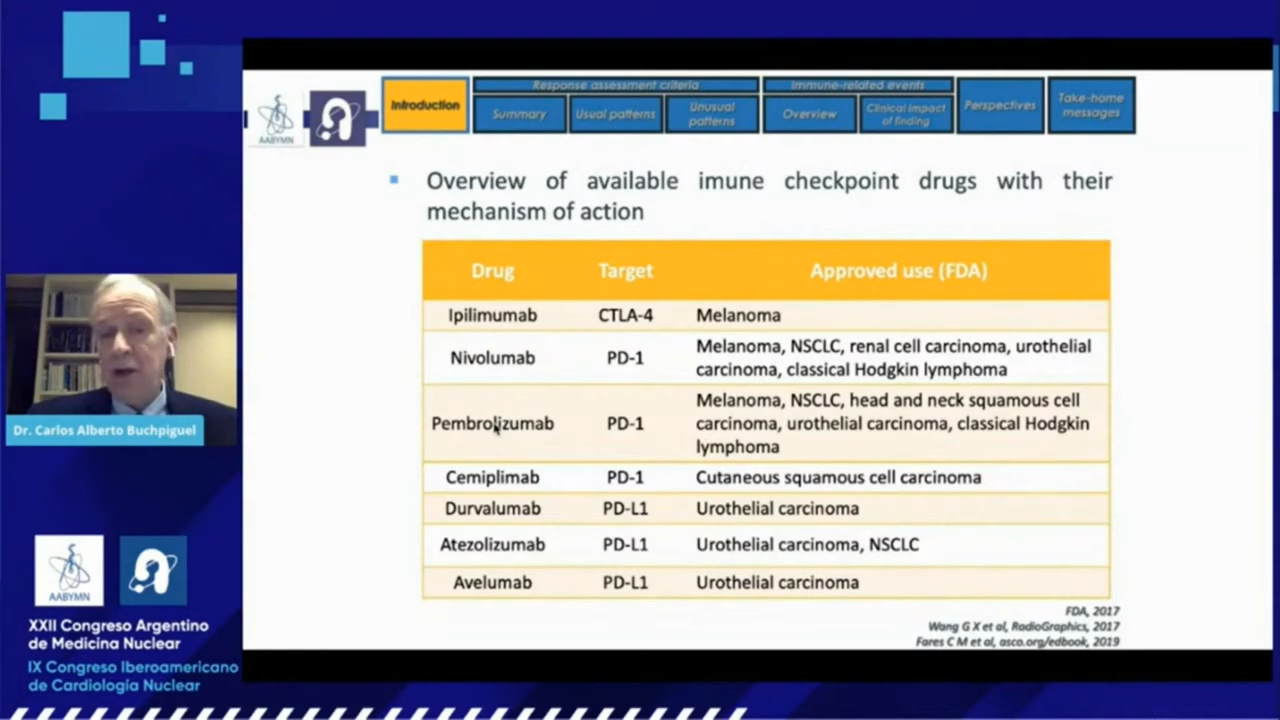 Introduction
Response assessment criteria
Summary
Usual patterns
Unusual
patterns
Immune-related events
Overview
Clinical impact
of finding
Perspectives
Take-home
messages
AABYMN
Overview of available imune checkpoint drugs with their
mechanism of action
Drug Target Approved use (FDA)
Ipilimumab CTLA-4 Melanoma
Nivolumab PD-1 Melanoma, NSCLC, renal cell carcinoma, urothelial
carcinoma, classical Hodgkin lymphoma
Pembrolizumab PD-1 Melanoma, NSCLC, head and neck squamous cell
carcinoma, urothelial carcinoma, classical Hodgkin
lymphoma
Cemiplimab PD-1 Cutaneous squamous cell carcinoma
Durvalumab PD-L1 Urothelial carcinoma
Atezolizumab PD-L1 Urothelial carcinoma, NSCLC
Avelumab PD-L1 Urothelial carcinoma
FDA, 2017
Wang G X et al, RadioGraphics, 2017
Fares C M et al, asco.org/edbook, 2019
Dr. Carlos Alberto Buchpiguel
AABYMN
XXII Congreso Argentino
de Medicina Nuclear
IX Congreso Iberoamericano
de Cardiología Nuclear